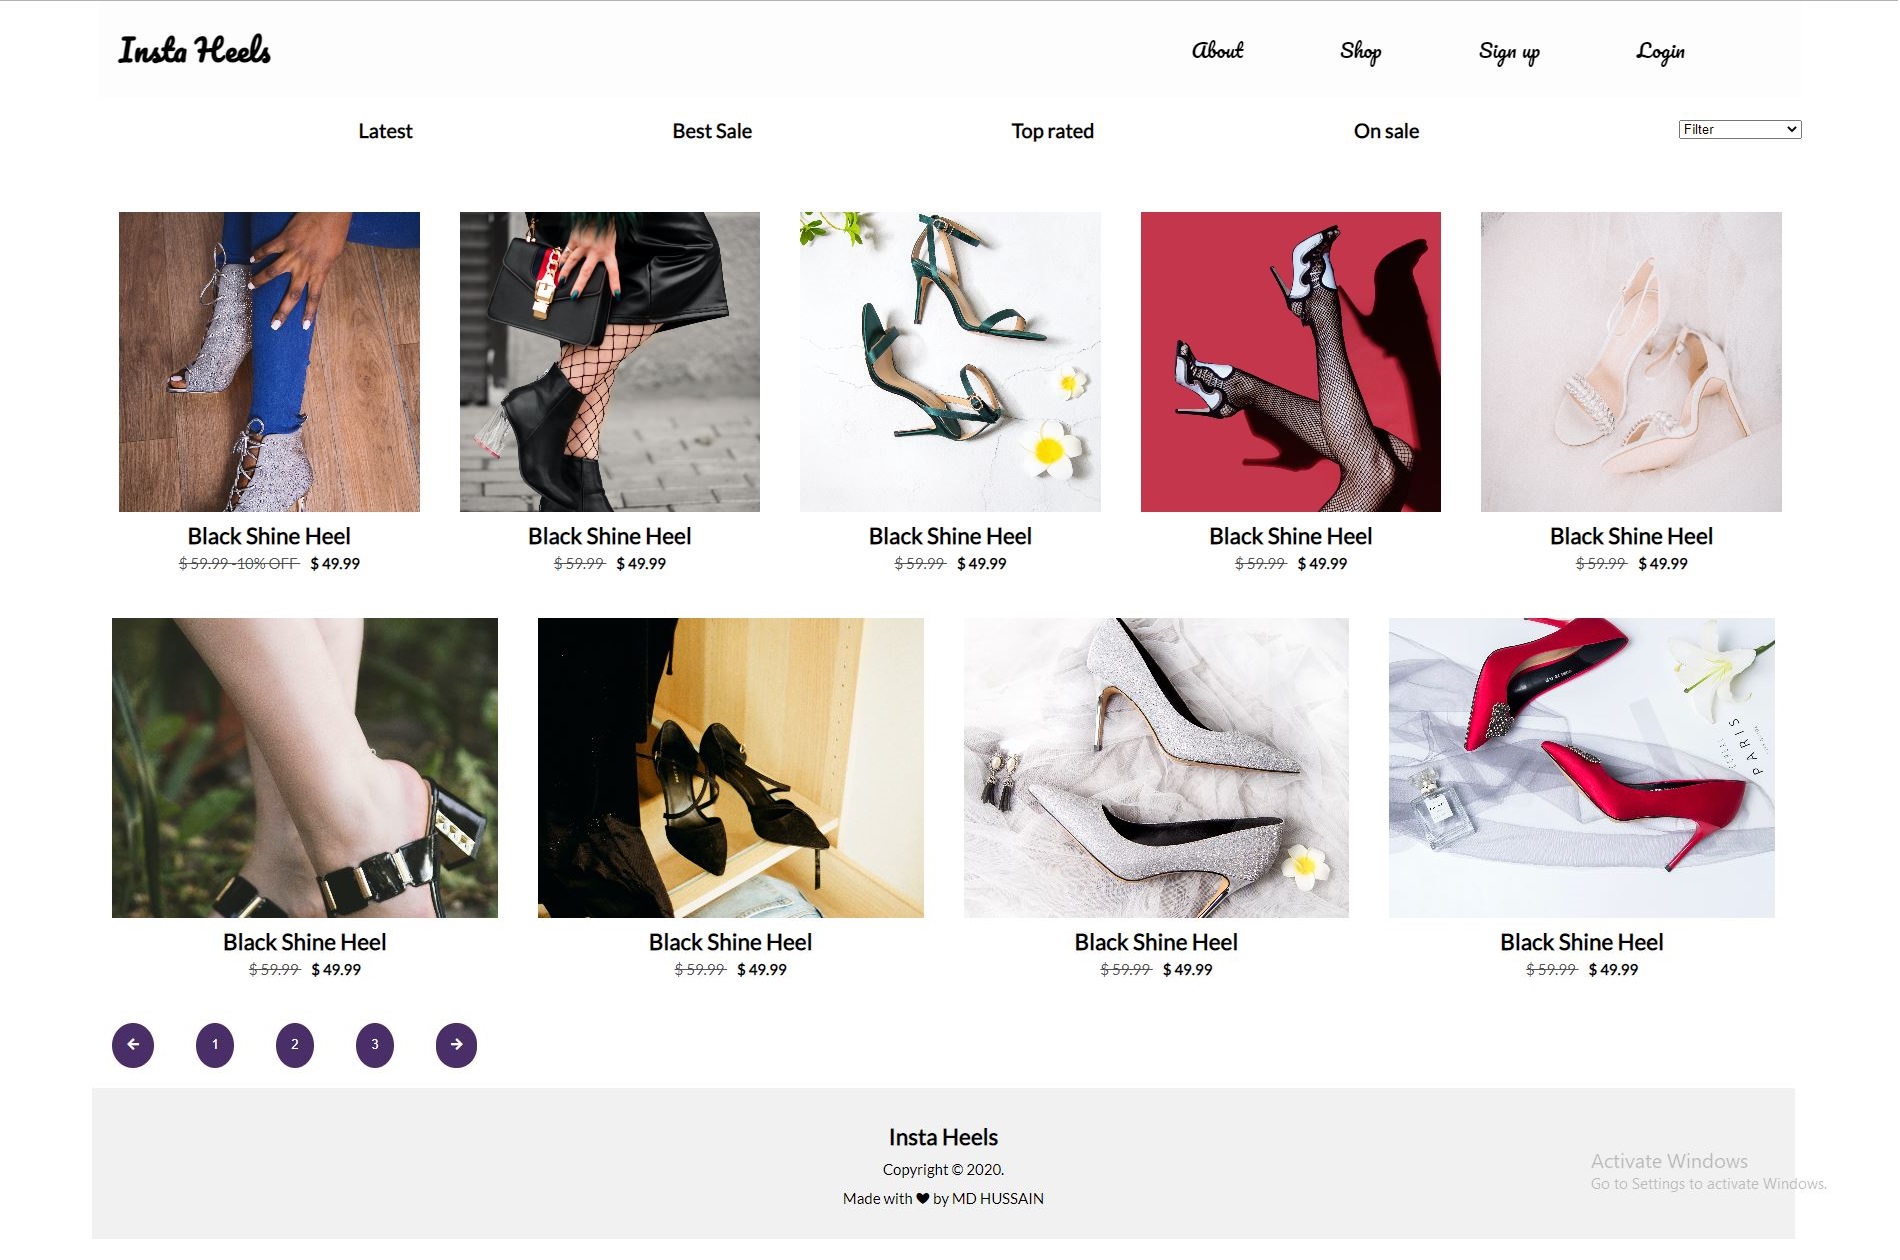 Insta Heels
About Shop Sign up Login
Latest Best Sale Top rated On sale Filter
Black Shine Heel Black Shine Heel Black Shine Heel Black Shine Heel Black Shine Heel
$ 59.99 -10% OFF $ 49.99 $ 59.99 $ 49.99 $ 59.99 $ 49.99 $ 59.99 $ 49.99 $ 59.99 $ 49.99
PARIS
Black Shine Heel Black Shine Heel Black Shine Heel Black Shine Heel
$ 59.99 $ 49.99 $ 59.99 $ 49.99 $ 59.99 $ 49.99 $ 59.99 $ 49.99
1 2 3
Insta Heels
Copyright © 2020.
Made with ♥ by MD HUSSAIN
Activate Windows
Go to Settings to activate Windows.